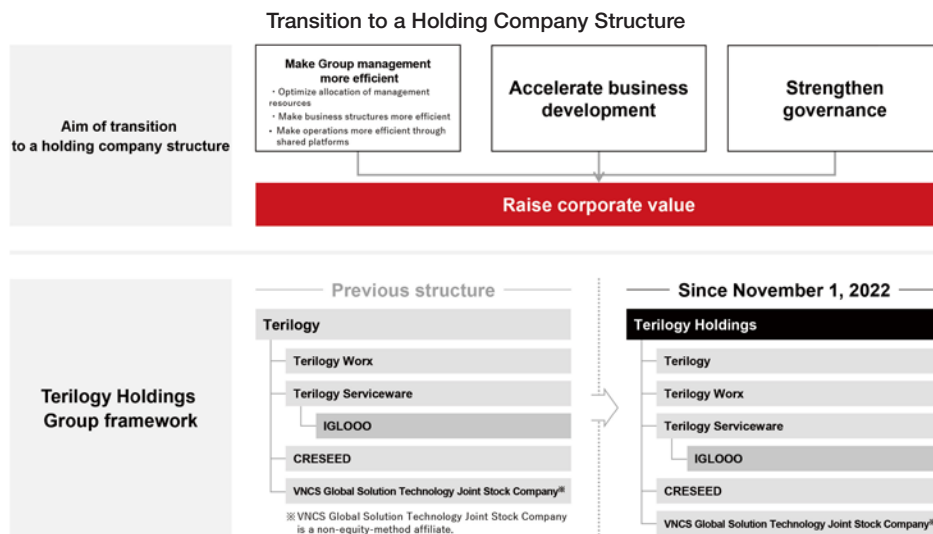 Transition to a Holding Company Structure
Aim of transition
to a holding company structure
Make Group management
more efficient
・Optimize allocation of management
resources
・Make business structures more efficient
・Make operations more efficient through
shared platforms
Accelerate business
development
Strengthen
governance
Raise corporate value
Terilogy Holdings
Group framework
Previous structure
Terilogy
Terilogy Worx
Terilogy Serviceware
IGLOOO
CRESEED
VNCS Global Solution Technology Joint Stock Company※
※VNCS Global Solution Technology Joint Stock Company
is a non-equity-method affiliate.
Since November 1, 2022
Terilogy Holdings
Terilogy
Terilogy Worx
Terilogy Serviceware
IGLOOO
CRESEED
VNCS Global Solution Technology Joint Stock Company※